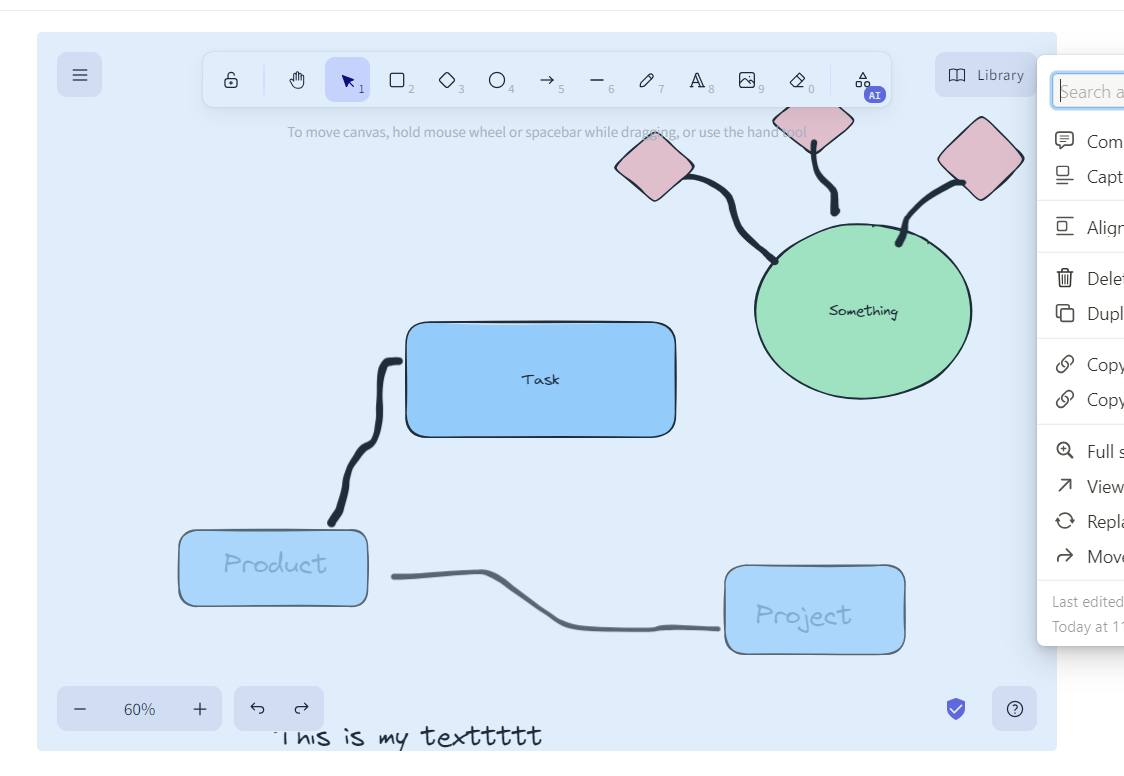 1
2
3
4
5
6
7
8
9
0
AI
Library
To move canvas, hold mouse wheel or spacebar while dragging, or use the hand tool
Something
Task
Product
Project
60%
This is my texttttt
Search a
Com
Capt
Align
Delet
Dupl
Copy
Copy
Full s
View
Repla
Move
Last edited
Today at 11